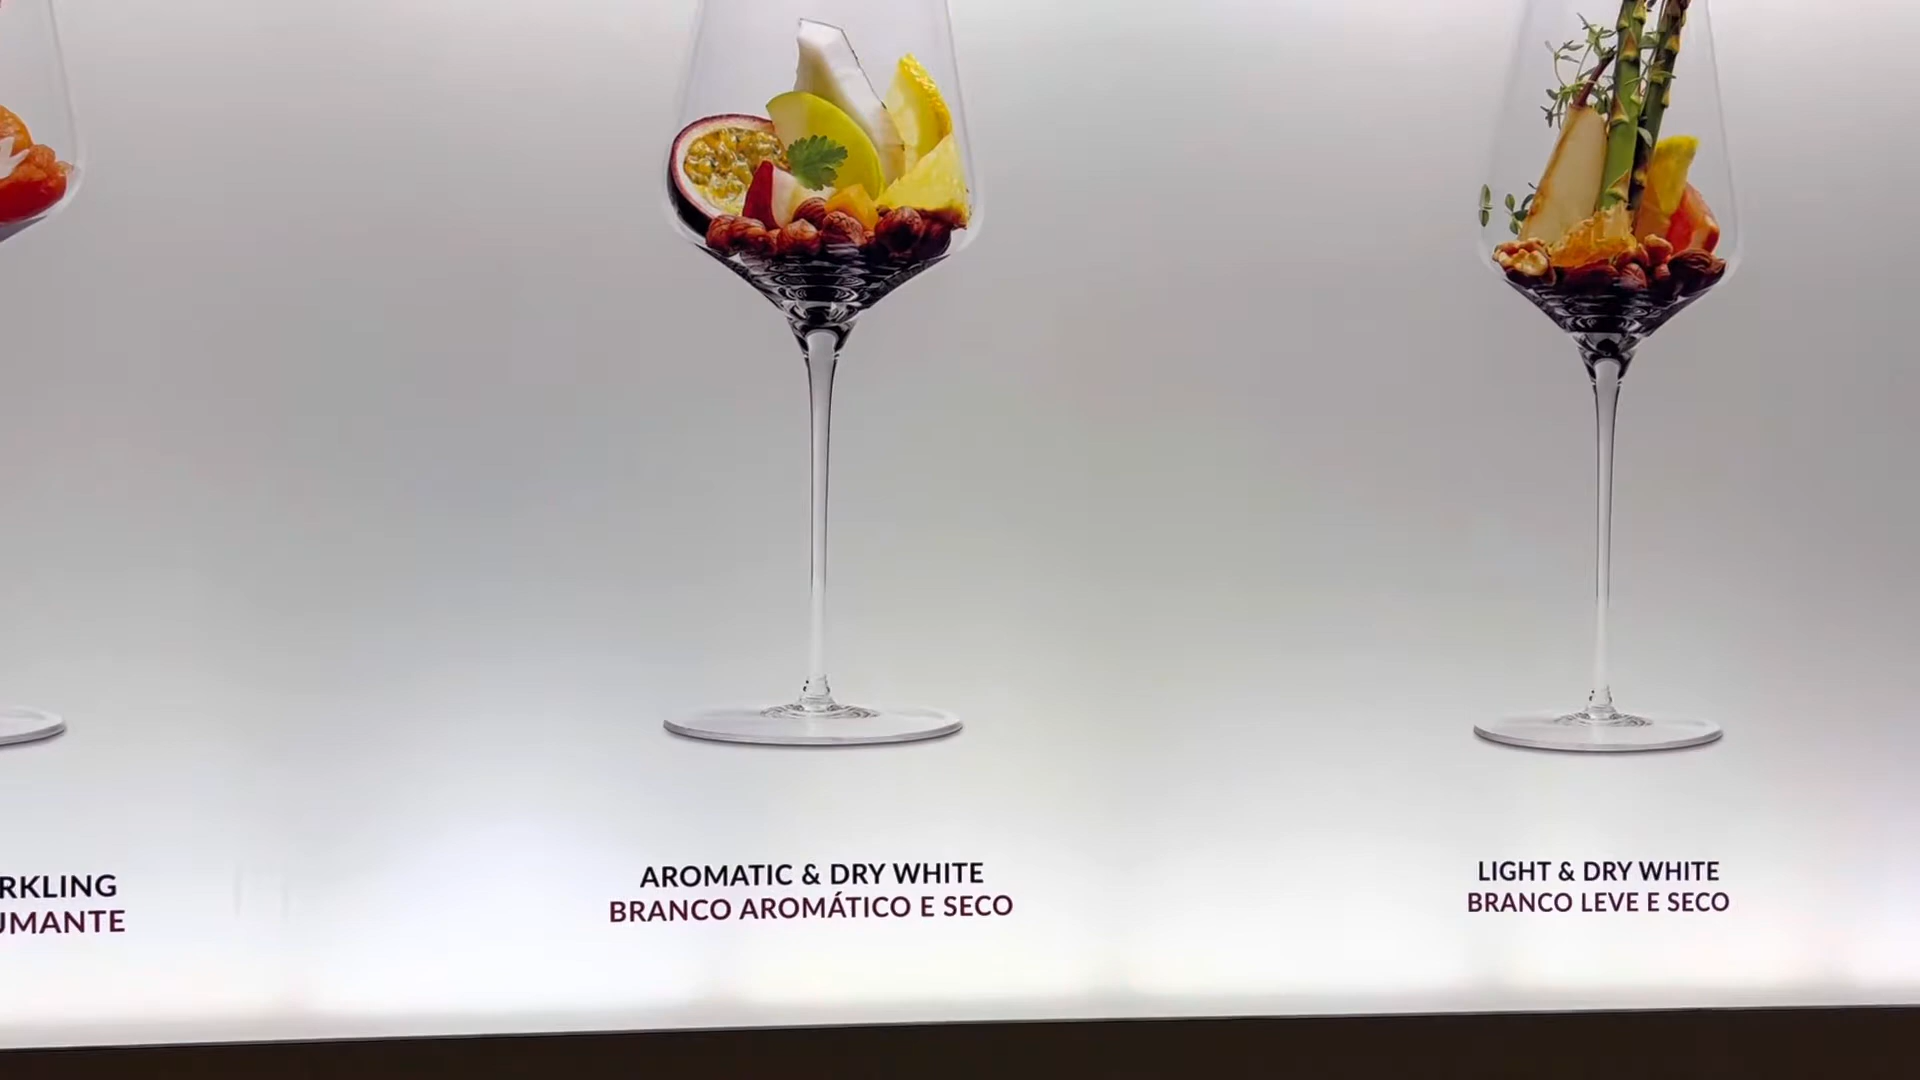 RKLING
UMANTE
AROMATIC & DRY WHITE
BRANCO AROMÁTICO E SECO
LIGHT & DRY WHITE
BRANCO LEVE E SECO